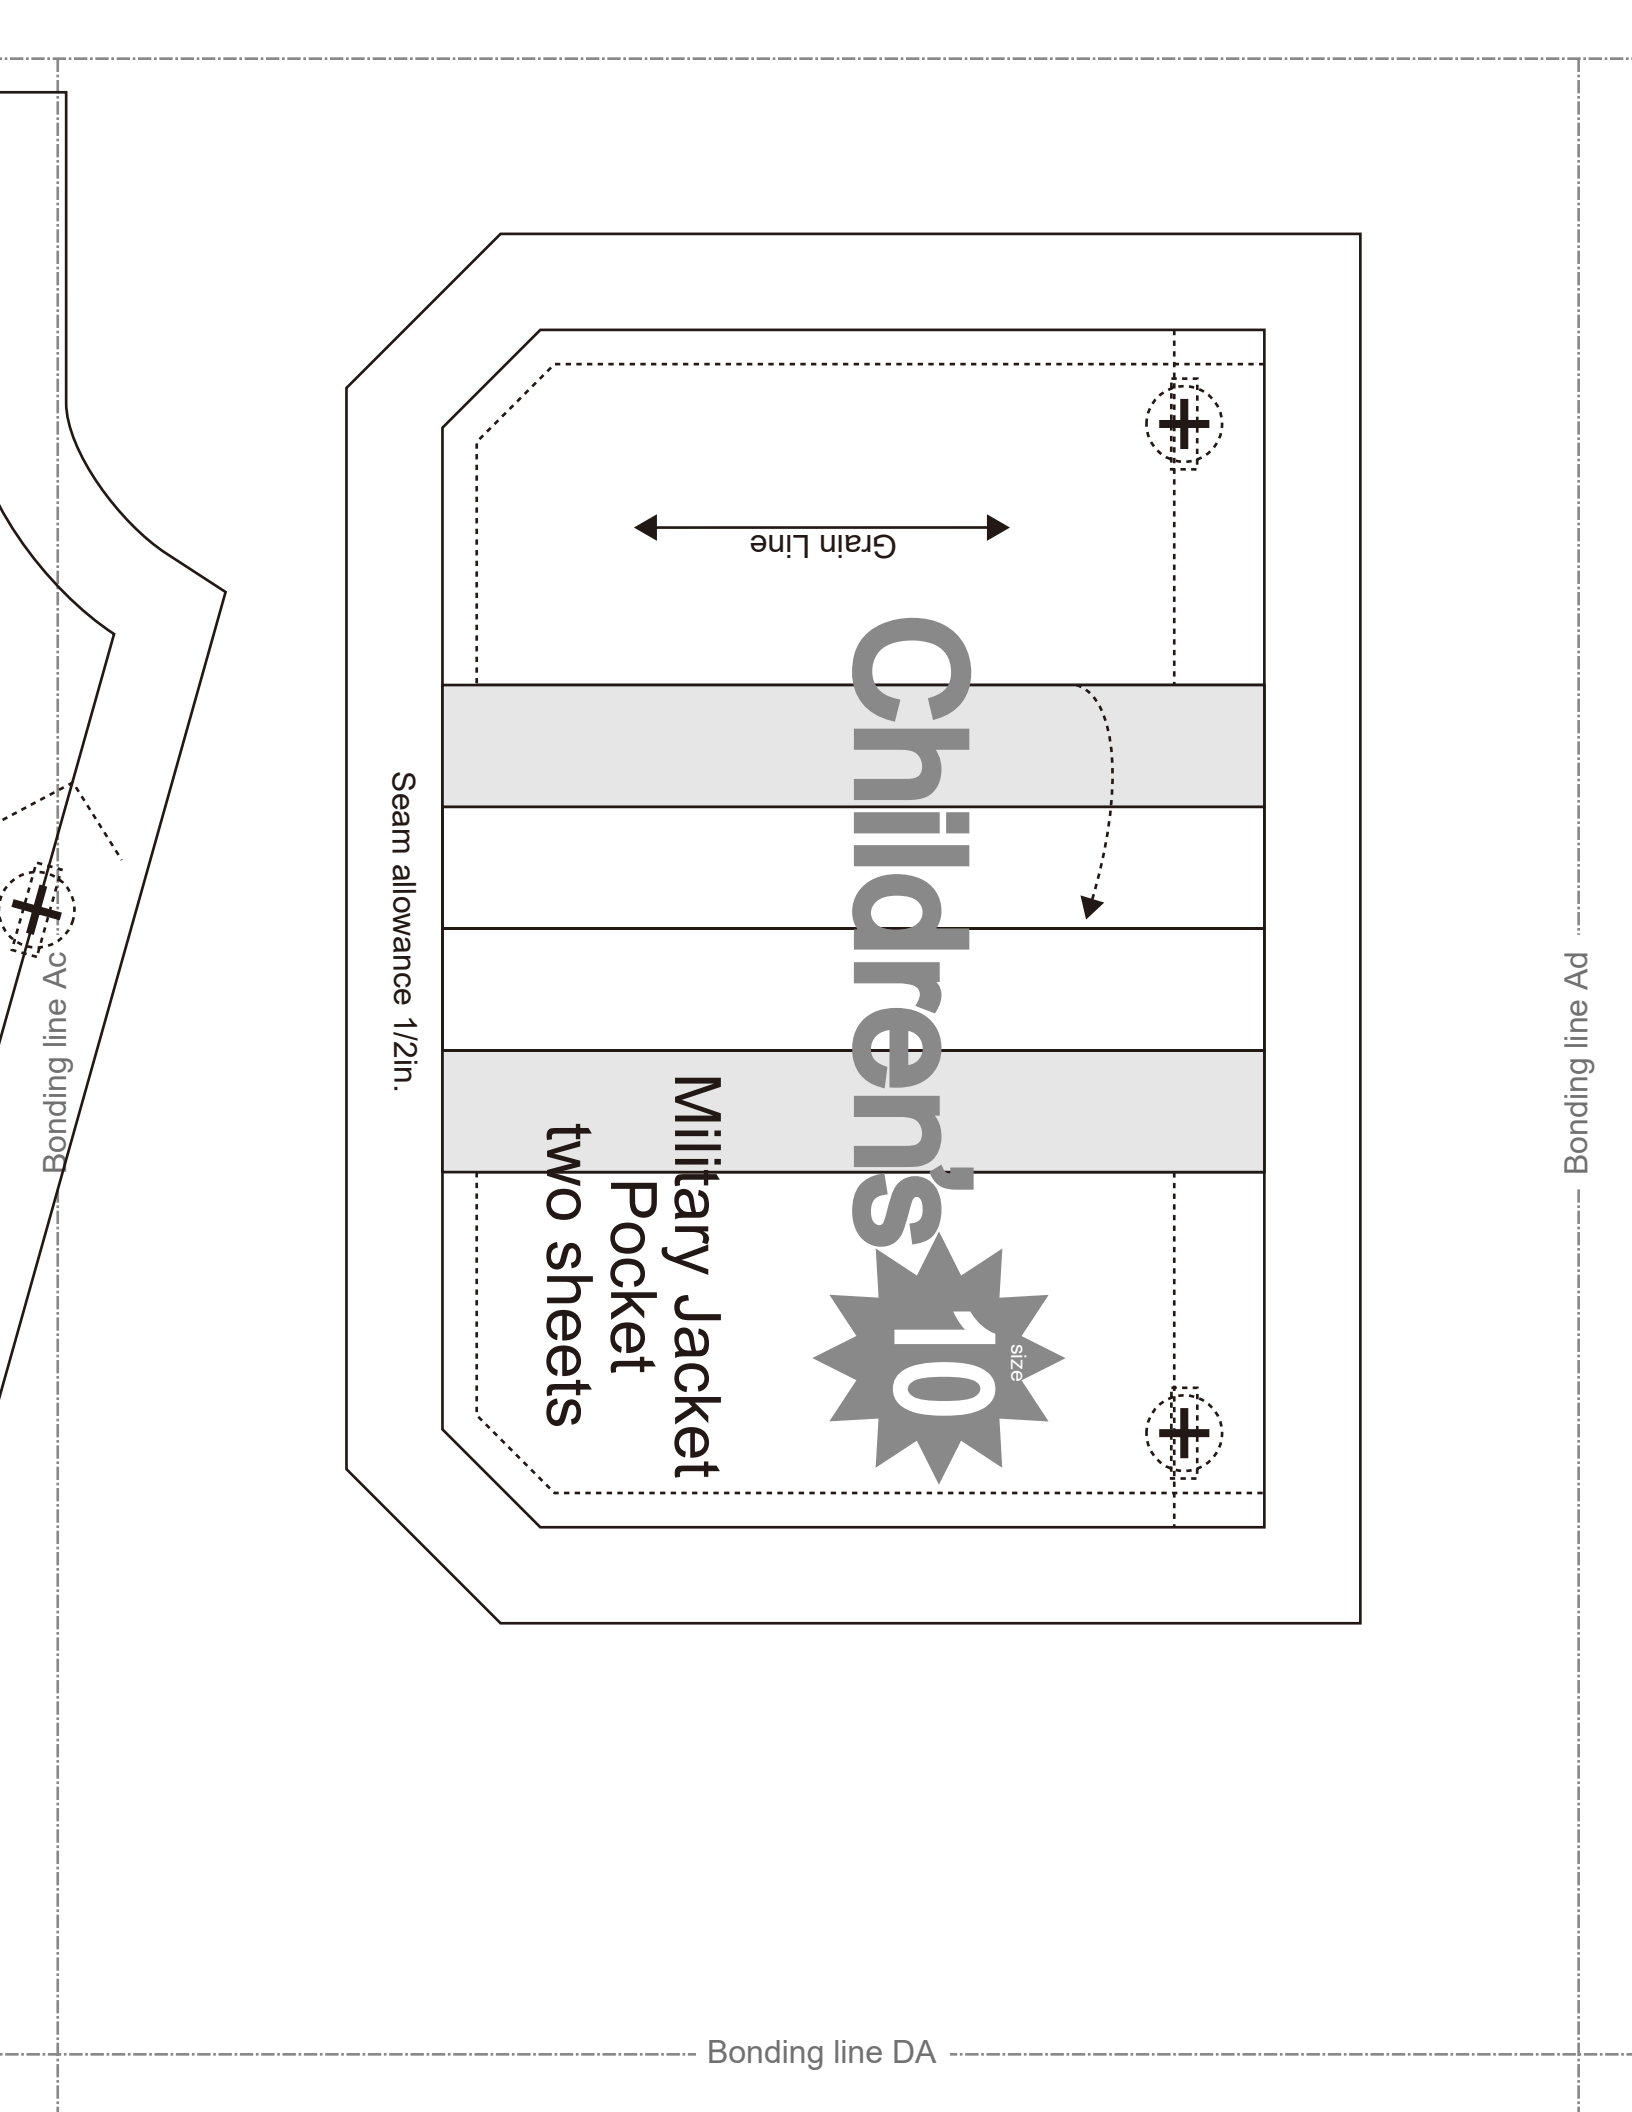 Grain Line
Children's
size
10
Military Jacket
Pocket
two sheets
Seam allowance 1/2in.
Bonding line Ac
Bonding line Ad
Bonding line DA